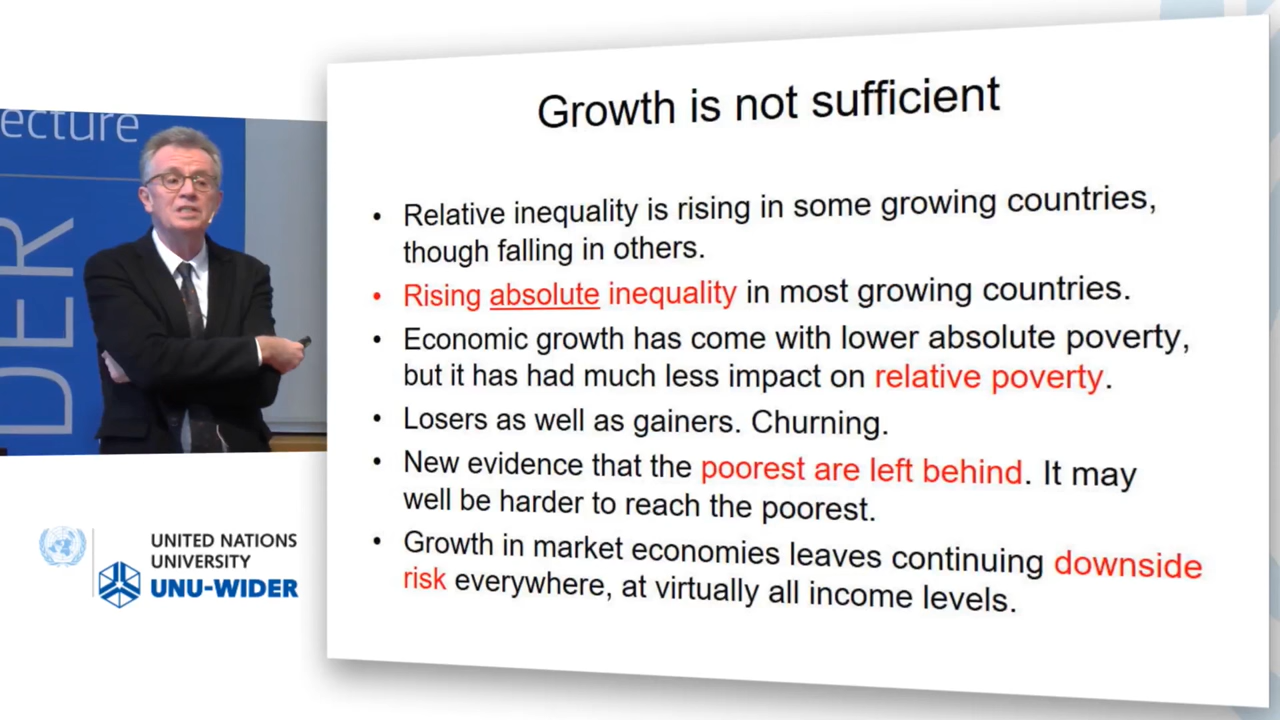 ecture
DER
UNITED NATIONS
UNIVERSITY
UNU-WIDER
Growth is not sufficient
• Relative inequality is rising in some growing countries,
though falling in others.
• Rising absolute inequality in most growing countries.
• Economic growth has come with lower absolute poverty,
but it has had much less impact on relative poverty.
• Losers as well as gainers. Churning.
• New evidence that the poorest are left behind. It may
well be harder to reach the poorest.
• Growth in market economies leaves continuing downside
risk everywhere, at virtually all income levels.